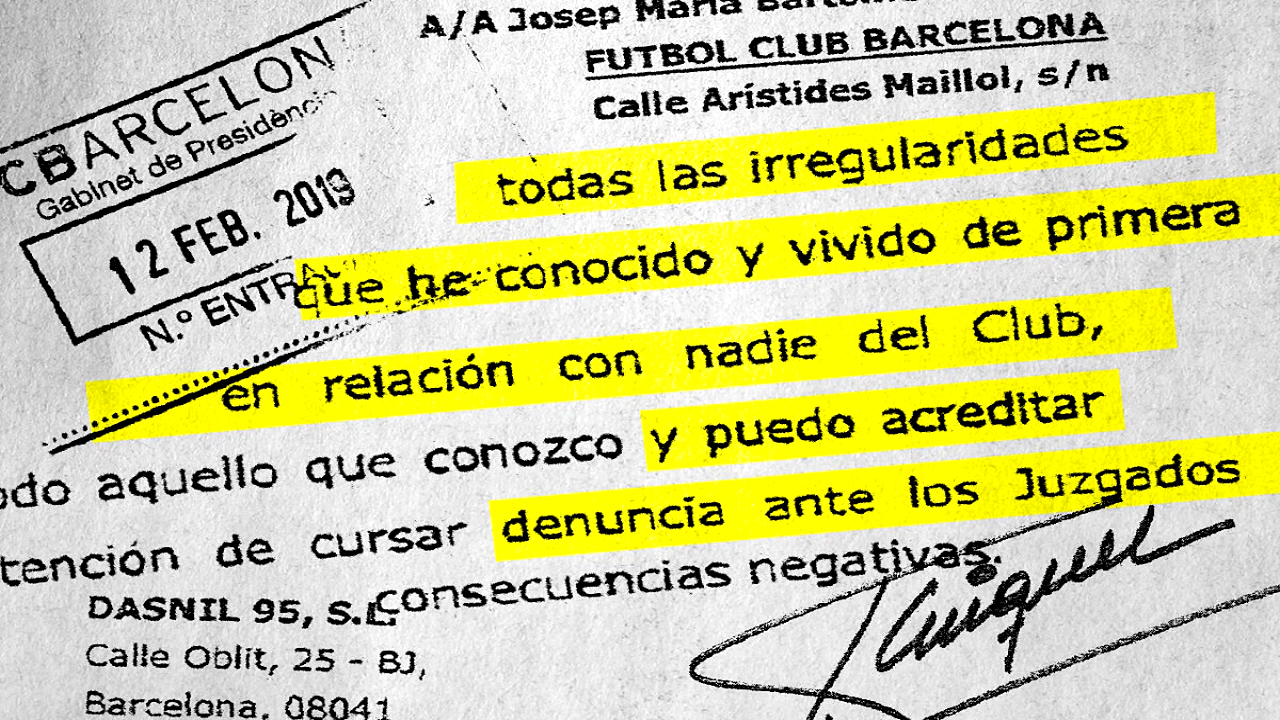 A/A Josep Maria
FUTBOL CLUB BARCELONA
Calle Arístides Maillol, s/n
CBARCELON
Gabinet de Presidència
12 FEB. 2019
N.º ENTRA
todas las irregularidades
que he conocido y vivido de primera
en relación con nadie del Club,
odo aquello que conozco y puedo acreditar
tención de cursar denuncia ante los Juzgados
consecuencias negativas.
DASNIL 95, S.L.
Calle Oblit, 25 - BJ,
Barcelona, 08041